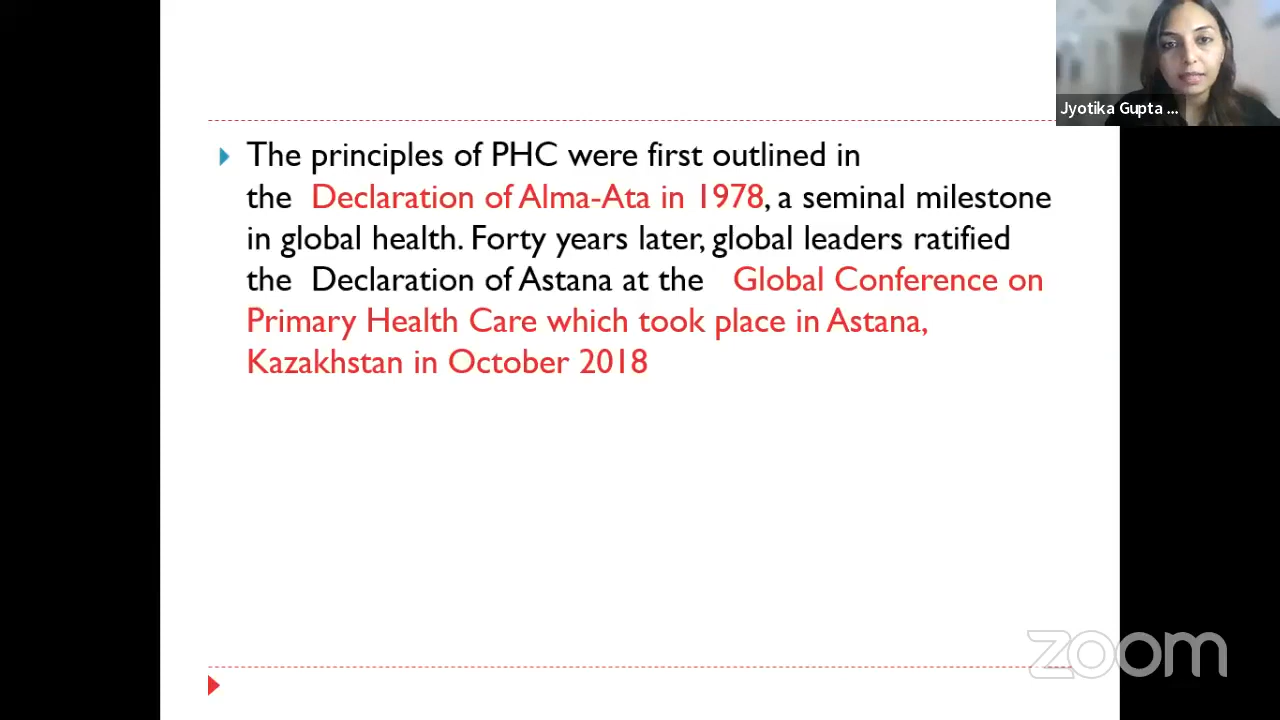 Jyotika Gupta ...
The principles of PHC were first outlined in
the Declaration of Alma-Ata in 1978, a seminal milestone
in global health. Forty years later, global leaders ratified
the Declaration of Astana at the Global Conference on
Primary Health Care which took place in Astana,
Kazakhstan in October 2018
zoom